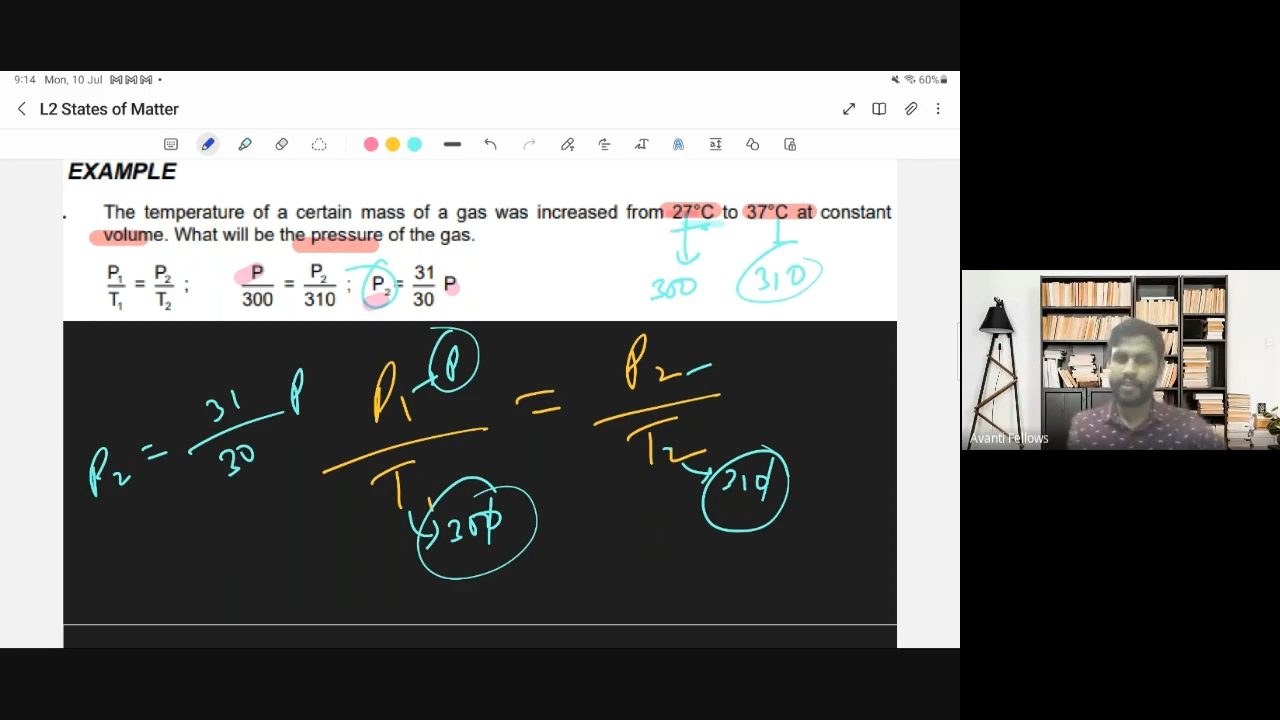 9:14 Mon, 10 Jul 60%
L2 States of Matter
EXAMPLE
. The temperature of a certain mass of a gas was increased from 27°C to 37°C at constant
volume. What will be the pressure of the gas.
P₁/T₁ = P₂/T₂ ; P/300 = P₂/310 ; P₂ = 31/30 P
300 310
P₂ = 31/30 P
P₁ P = P₂
T₁ 300 T₂ 310
Avanti Fellows